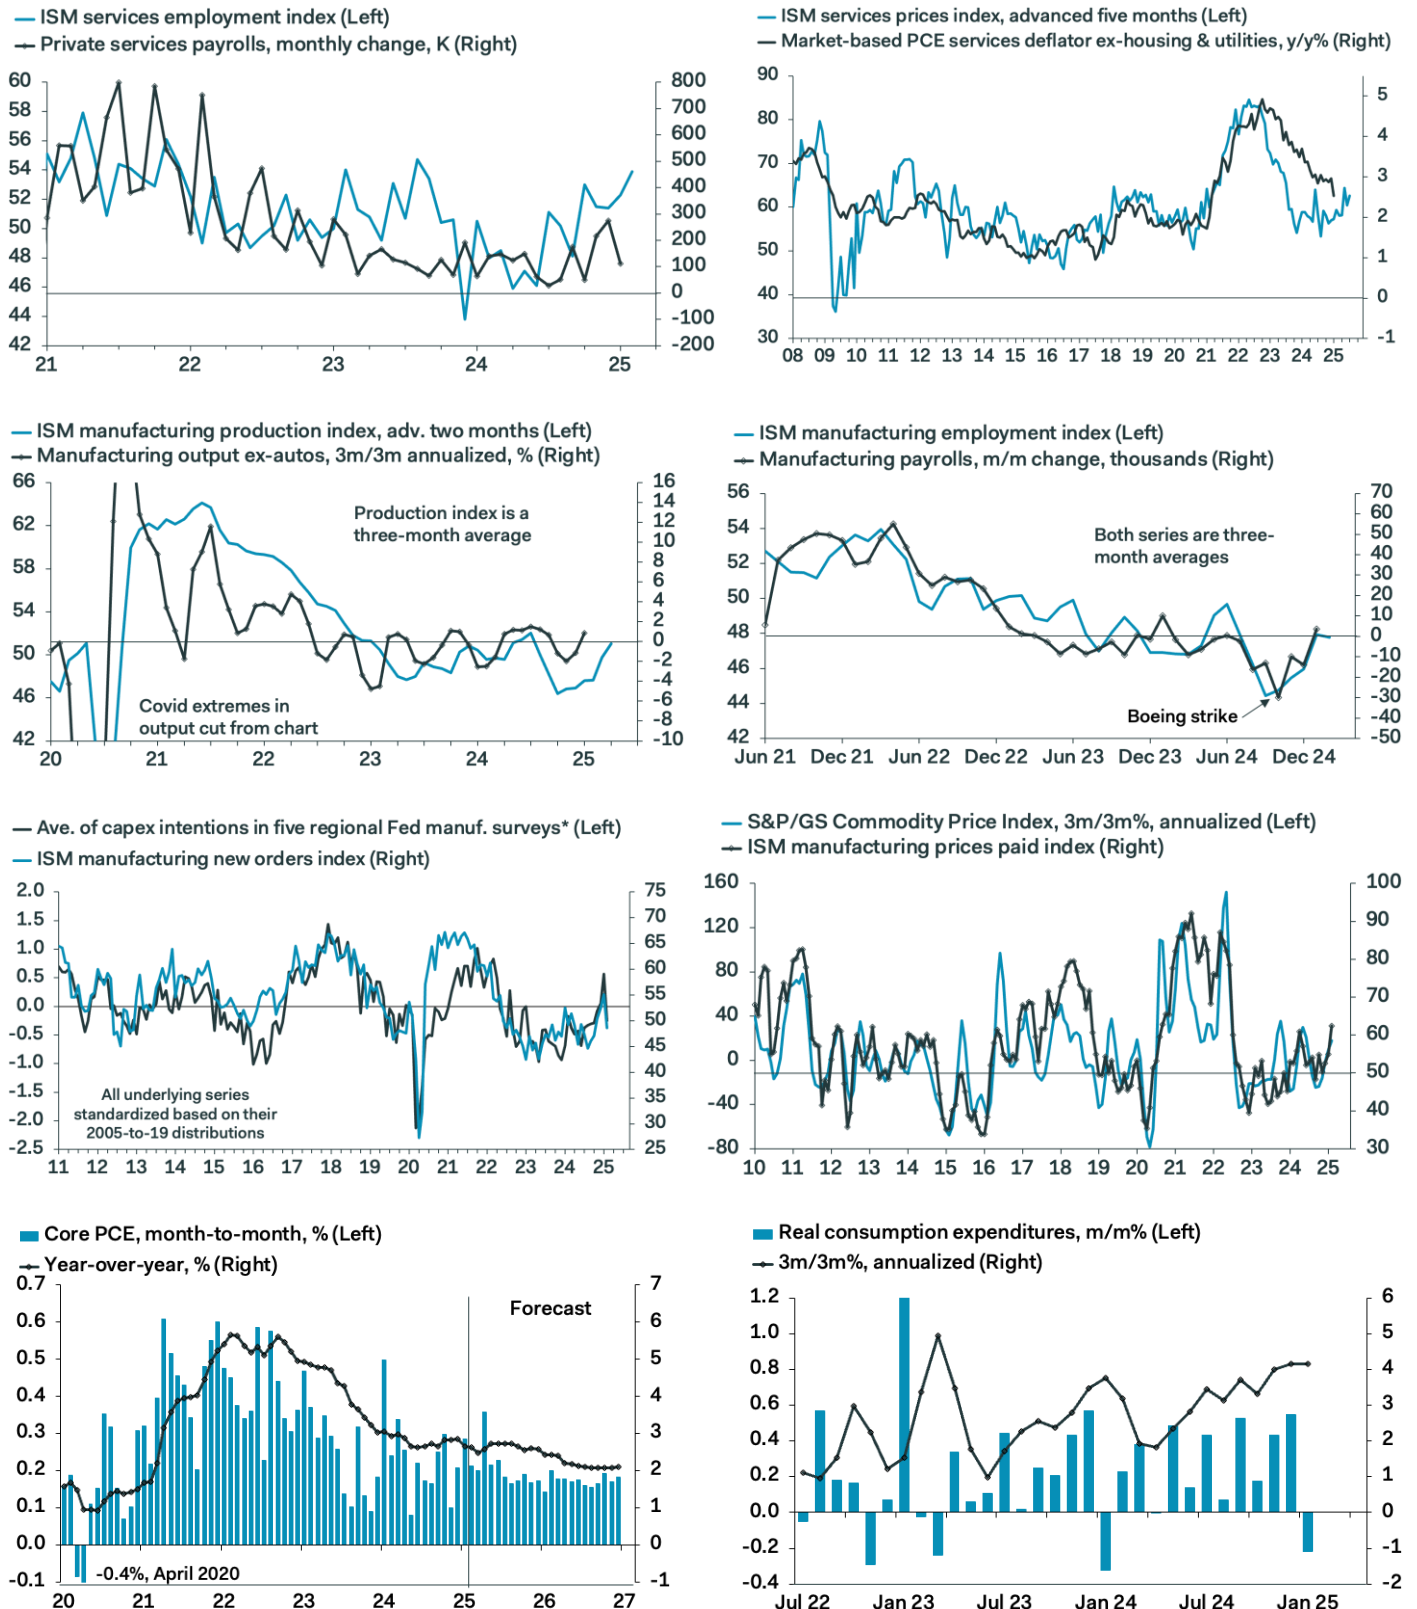 ISM services employment index (Left)
Private services payrolls, monthly change, K (Right)
60 58 56 54 52 50 48 46 44 42
800 700 600 500 400 300 200 100 0 -100 -200
21 22 23 24 25
ISM services prices index, advanced five months (Left)
Market-based PCE services deflator ex-housing & utilities, y/y% (Right)
90 80 70 60 50 40 30
5 4 3 2 1 0 -1
08 09 10 11 12 13 14 15 16 17 18 19 20 21 22 23 24 25
ISM manufacturing production index, adv. two months (Left)
Manufacturing output ex-autos, 3m/3m annualized, % (Right)
66 62 58 54 50 46 42
16 14 12 10 8 6 4 2 0 -2 -4 -6 -8 -10
Production index is a
three-month average
Covid extremes in
output cut from chart
20 21 22 23 24 25
ISM manufacturing employment index (Left)
Manufacturing payrolls, m/m change, thousands (Right)
56 54 52 50 48 46 44 42
70 60 50 40 30 20 10 0 -10 -20 -30 -40 -50
Both series are three-
month averages
Boeing strike
Jun 21 Dec 21 Jun 22 Dec 22 Jun 23 Dec 23 Jun 24 Dec 24
Ave. of capex intentions in five regional Fed manuf. surveys* (Left)
ISM manufacturing new orders index (Right)
2.0 1.5 1.0 0.5 0.0 -0.5 -1.0 -1.5 -2.0 -2.5
75 70 65 60 55 50 45 40 35 30 25
All underlying series
standardized based on their
2005-to-19 distributions
11 12 13 14 15 16 17 18 19 20 21 22 23 24 25
S&P/GS Commodity Price Index, 3m/3m%, annualized (Left)
ISM manufacturing prices paid index (Right)
160 120 80 40 0 -40 -80
100 90 80 70 60 50 40 30
10 11 12 13 14 15 16 17 18 19 20 21 22 23 24 25
Core PCE, month-to-month, % (Left)
Year-over-year, % (Right)
0.7 0.6 0.5 0.4 0.3 0.2 0.1 0.0 -0.1
7 6 5 4 3 2 1 0 -1
Forecast
-0.4%, April 2020
20 21 22 23 24 25 26 27
Real consumption expenditures, m/m% (Left)
3m/3m%, annualized (Right)
1.2 1.0 0.8 0.6 0.4 0.2 0.0 -0.2 -0.4
6 5 4 3 2 1 0 -1 -2
Jul 22 Jan 23 Jul 23 Jan 24 Jul 24 Jan 25